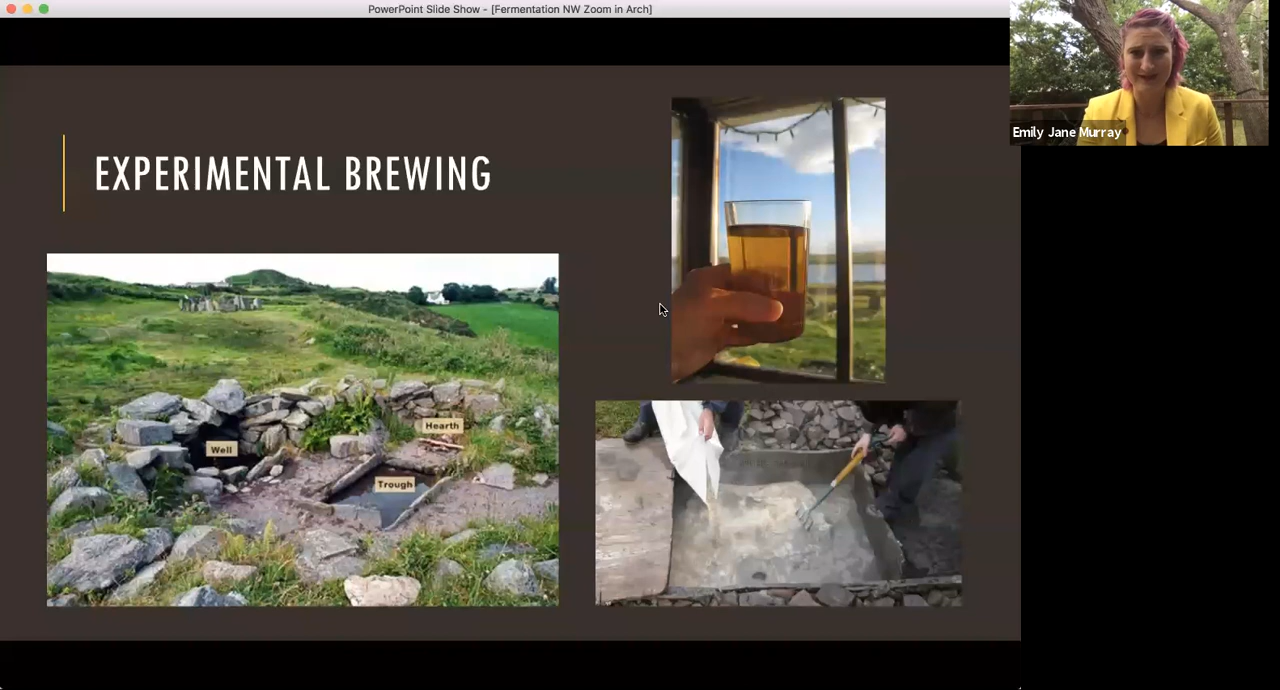 PowerPoint Slide Show - [Fermentation NW Zoom in Arch]
Emily Jane Murray
EXPERIMENTAL BREWING
Hearth
Well
Trough